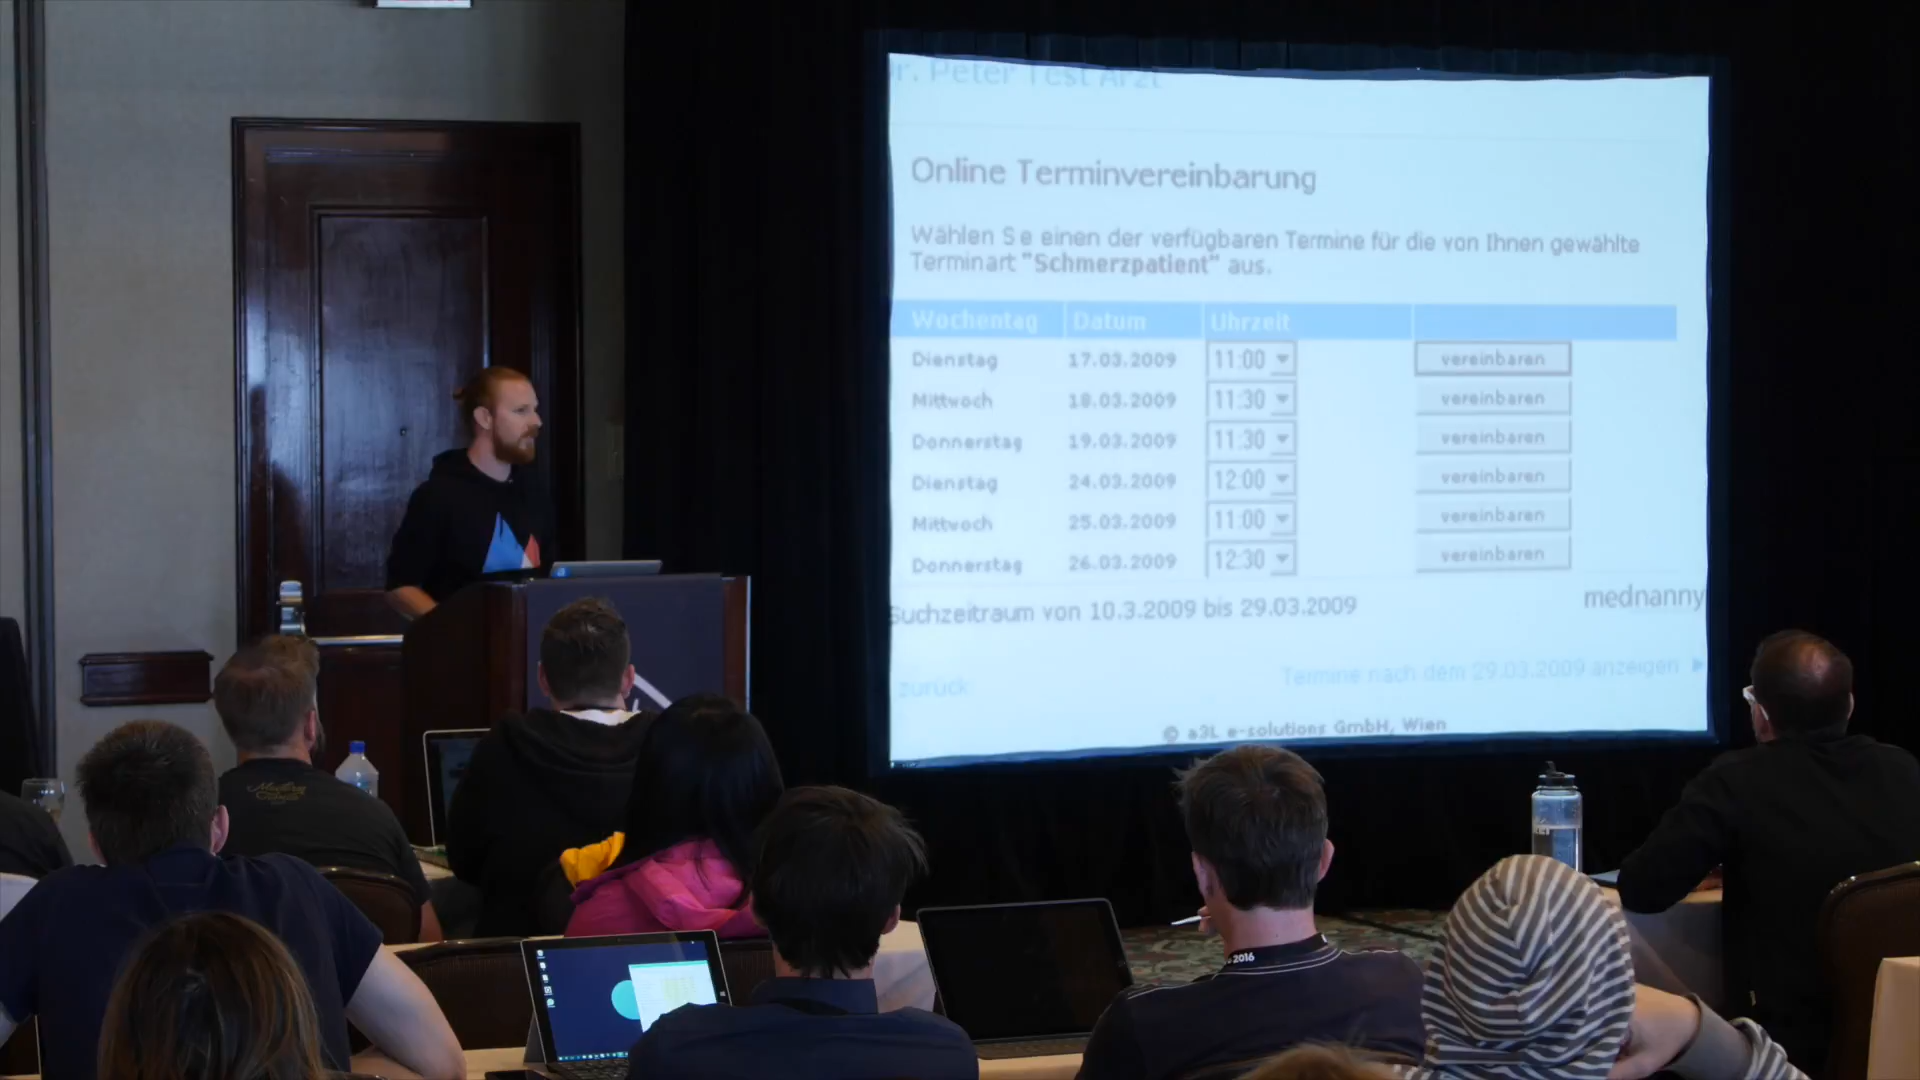 r. Peter Test Arzt
Online Terminvereinbarung
Wählen S e einen der verfügbaren Termine für die von Ihnen gewählte
Terminart "Schmerzpatient" aus.
Wochentag Datum Uhrzeit
Dienstag 17.03.2009 11:00 vereinbaren
Mittwoch 18.03.2009 11:30 vereinbaren
Donnerstag 19.03.2009 11:30 vereinbaren
Dienstag 24.03.2009 12:00 vereinbaren
Mittwoch 25.03.2009 11:00 vereinbaren
Donnerstag 26.03.2009 12:30 vereinbaren
Suchzeitraum von 10.3.2009 bis 29.03.2009
mednanny
zurück
Termine nach dem 29.03.2009 anzeigen
© a3L e-solutions GmbH, Wien
2016